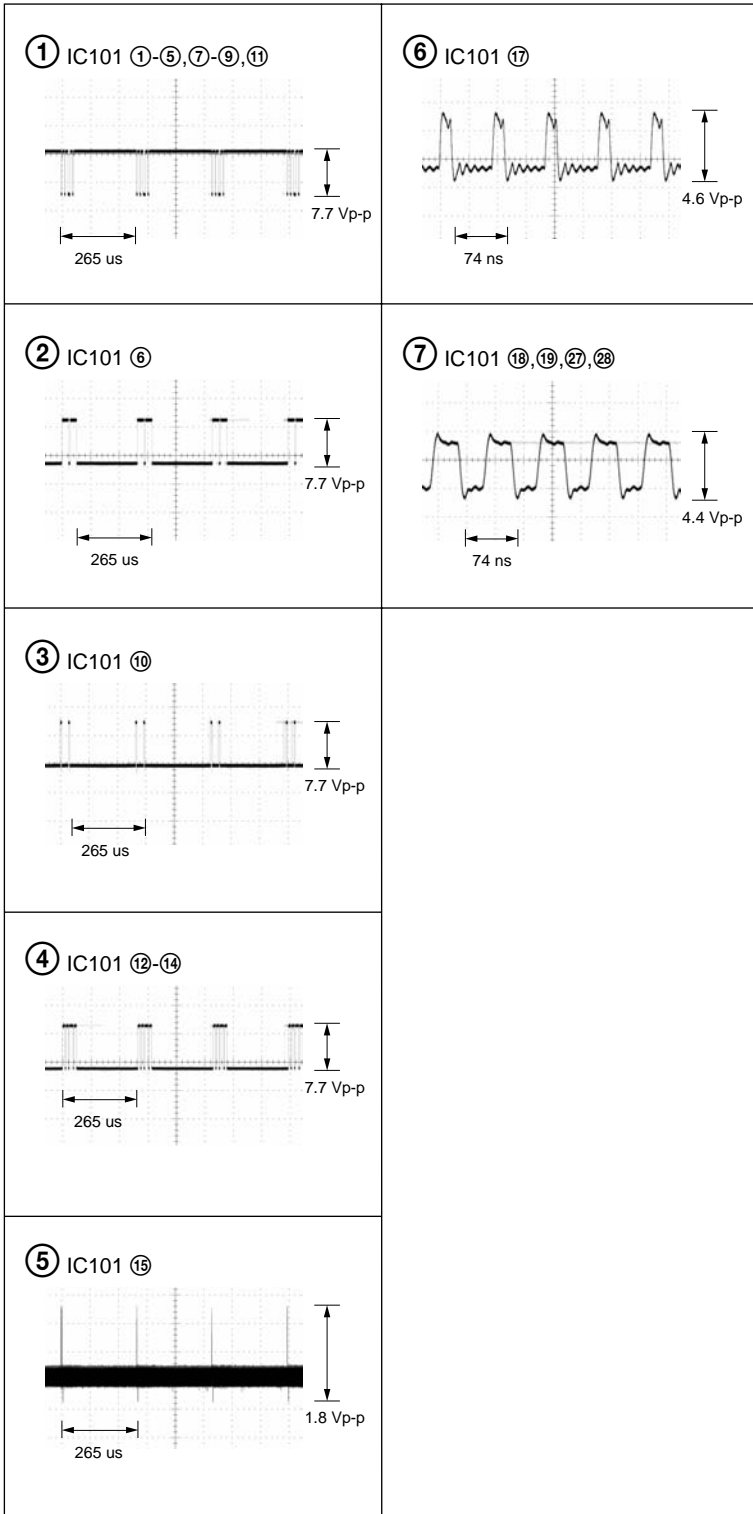 ① IC101 ①-⑤,⑦-⑨,⑪
7.7 Vp-p
265 us
② IC101 ⑥
7.7 Vp-p
265 us
③ IC101 ⑩
7.7 Vp-p
265 us
④ IC101 ⑫-⑭
7.7 Vp-p
265 us
⑤ IC101 ⑮
1.8 Vp-p
265 us
⑥ IC101 ⑰
4.6 Vp-p
74 ns
⑦ IC101 ⑱,⑲,㉗,㉘
4.4 Vp-p
74 ns